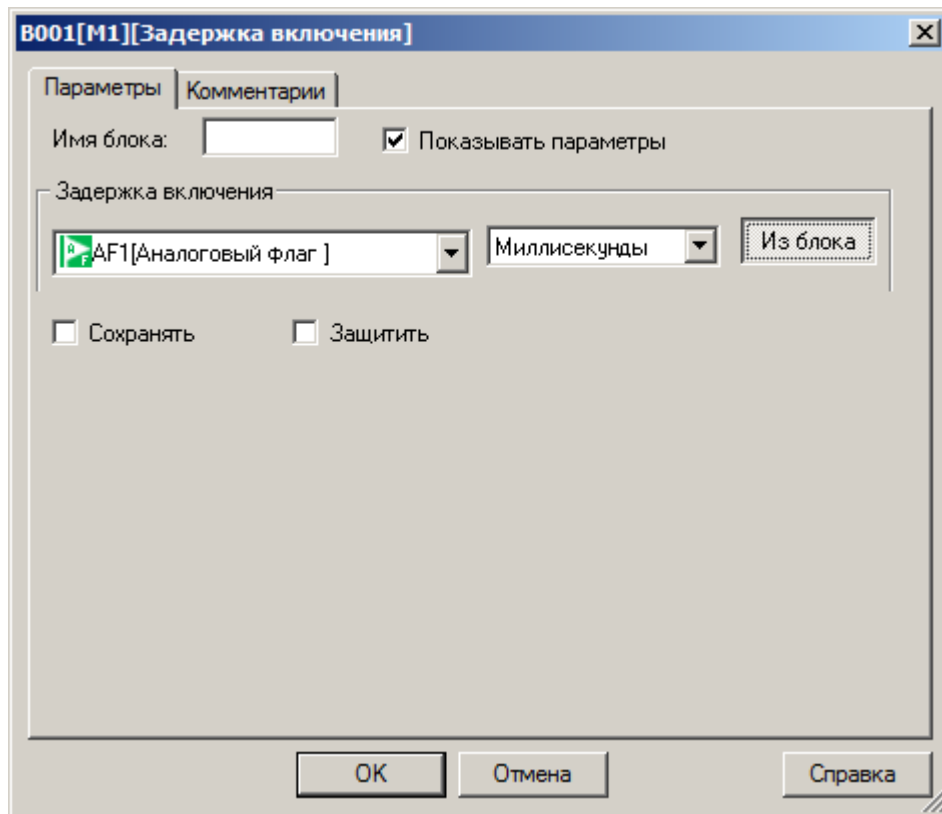 B001[M1][Задержка включения]
Параметры Комментарии
Имя блока: Показывать параметры
Задержка включения
A F AF1[Аналоговый флаг ] Миллисекунды Из блока
Сохранять Защитить
OK Отмена Справка